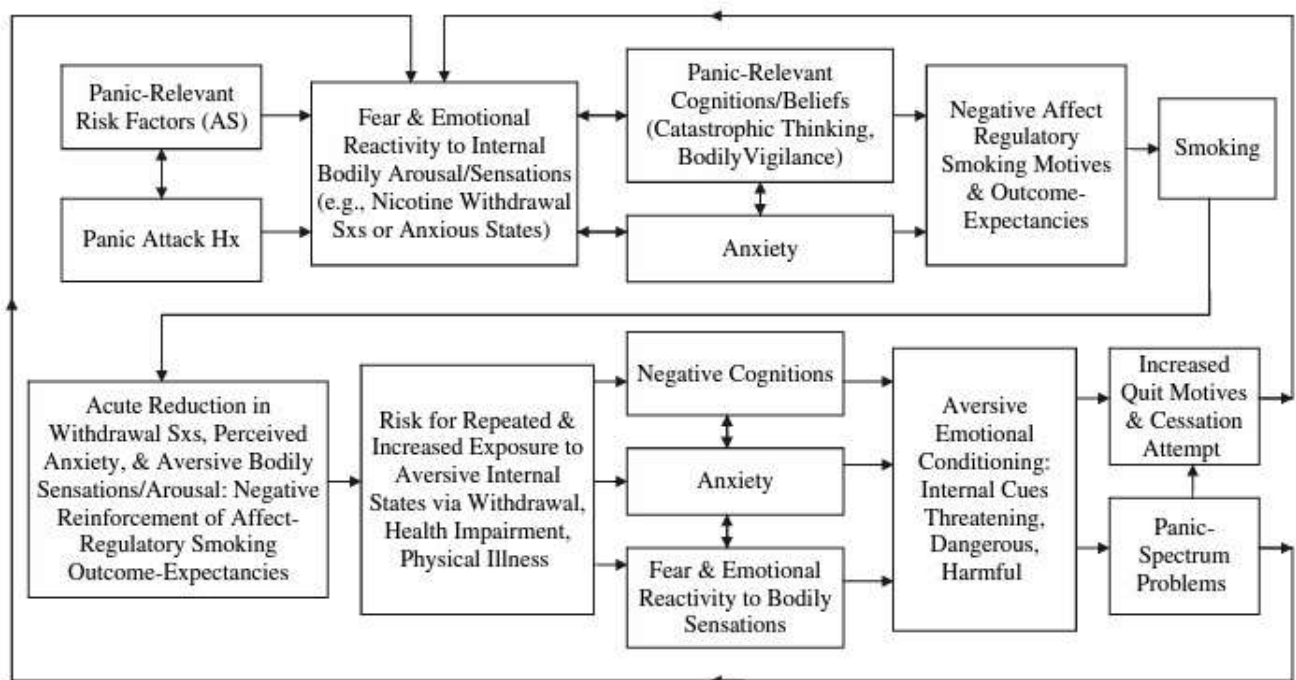 Panic-Relevant
Risk Factors (AS)
Panic Attack Hx
Fear & Emotional
Reactivity to Internal
Bodily Arousal/Sensations
(e.g., Nicotine Withdrawal
Sxs or Anxious States)
Panic-Relevant
Cognitions/Beliefs
(Catastrophic Thinking,
BodilyVigilance)
Anxiety
Negative Affect
Regulatory
Smoking Motives
& Outcome-
Expectancies
Smoking
Acute Reduction in
Withdrawal Sxs, Perceived
Anxiety, & Aversive Bodily
Sensations/Arousal: Negative
Reinforcement of Affect-
Regulatory Smoking
Outcome-Expectancies
Risk for Repeated &
Increased Exposure to
Aversive Internal
States via Withdrawal,
Health Impairment,
Physical Illness
Negative Cognitions
Anxiety
Fear & Emotional
Reactivity to Bodily
Sensations
Aversive
Emotional
Conditioning:
Internal Cues
Threatening,
Dangerous,
Harmful
Increased
Quit Motives
& Cessation
Attempt
Panic-
Spectrum
Problems